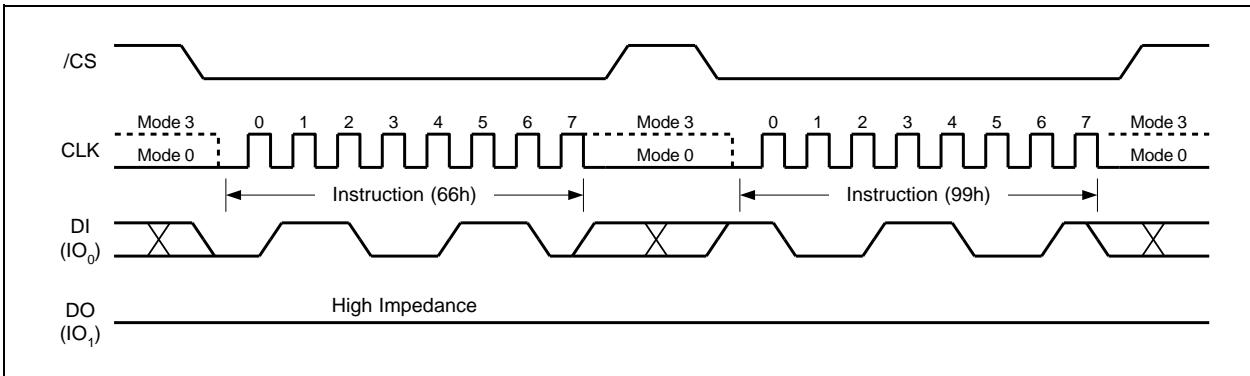 /CS
Mode 3 0 1 2 3 4 5 6 7 Mode 3 0 1 2 3 4 5 6 7 Mode 3
CLK
Mode 0 Mode 0 Mode 0
Instruction (66h) Instruction (99h)
DI
(IO0)
High Impedance
DO
(IO1)